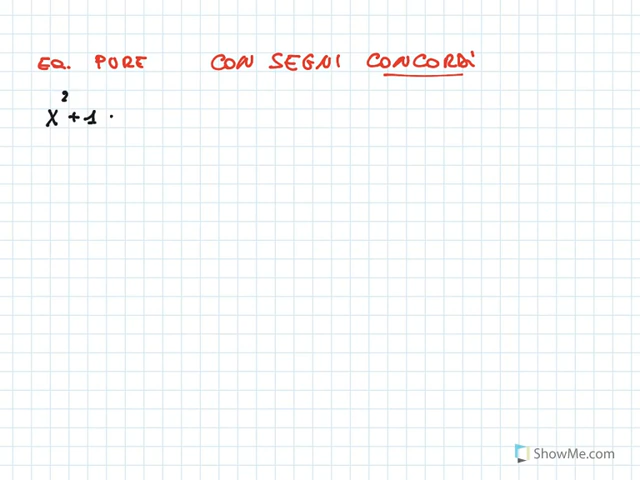 EQ. PURE CON SEGNI CONCORDI
x² + 1 .
ShowMe.com